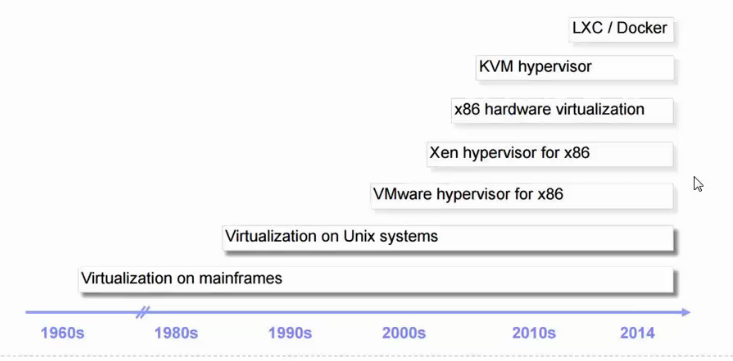 LXC / Docker
KVM hypervisor
x86 hardware virtualization
Xen hypervisor for x86
VMware hypervisor for x86
Virtualization on Unix systems
Virtualization on mainframes
1960s 1980s 1990s 2000s 2010s 2014